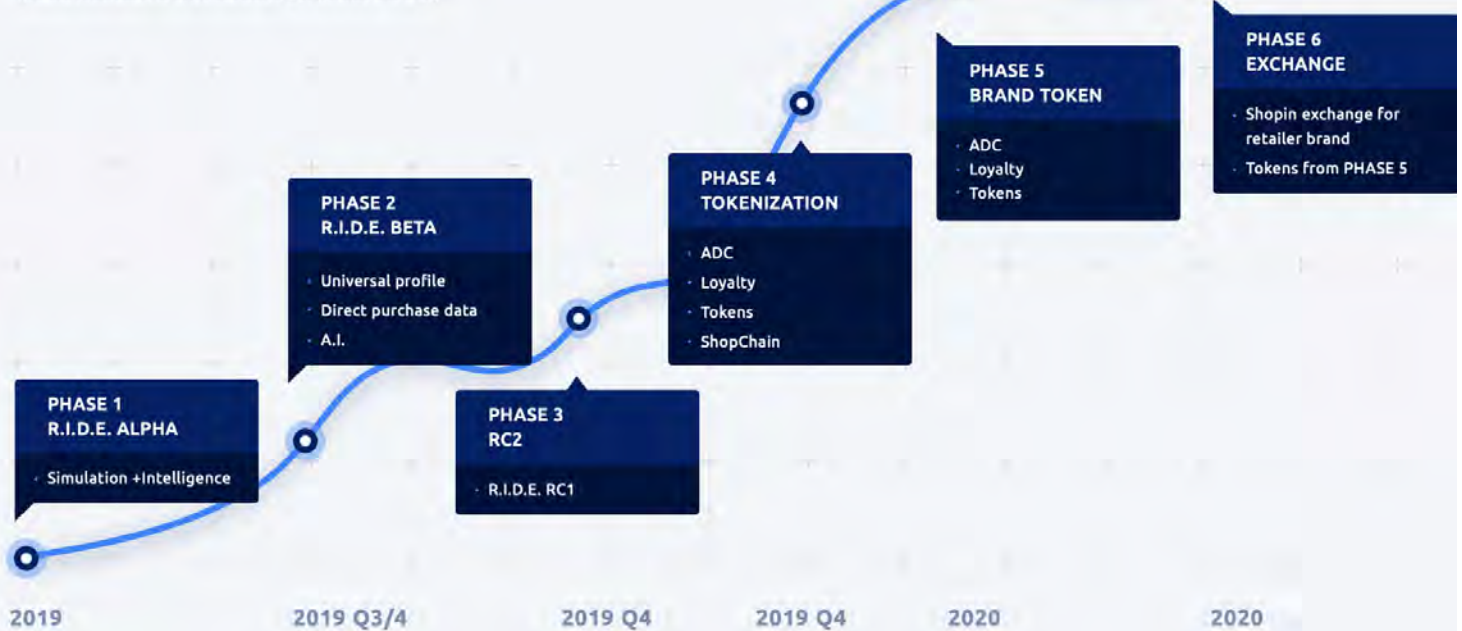 PHASE 6
EXCHANGE
· Shopin exchange for
retailer brand
· Tokens from PHASE 5
PHASE 5
BRAND TOKEN
· ADC
· Loyalty
· Tokens
PHASE 4
TOKENIZATION
· ADC
· Loyalty
· Tokens
· ShopChain
PHASE 2
R.I.D.E. BETA
· Universal profile
· Direct purchase data
· A.I.
PHASE 1
R.I.D.E. ALPHA
· Simulation +Intelligence
PHASE 3
RC2
· R.I.D.E. RC1
2019
2019 Q3/4
2019 Q4
2019 Q4
2020
2020